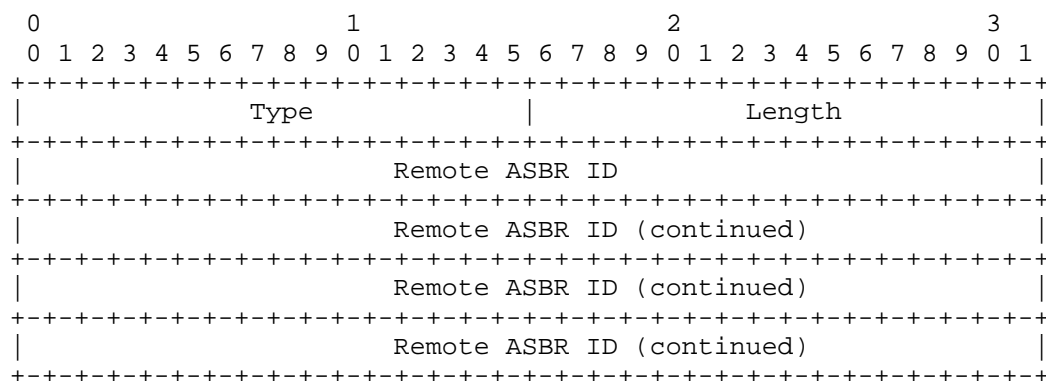 0                   1                   2                   3
 0 1 2 3 4 5 6 7 8 9 0 1 2 3 4 5 6 7 8 9 0 1 2 3 4 5 6 7 8 9 0 1
+-+-+-+-+-+-+-+-+-+-+-+-+-+-+-+-+-+-+-+-+-+-+-+-+-+-+-+-+-+-+-+-+
|              Type             |             Length            |
+-+-+-+-+-+-+-+-+-+-+-+-+-+-+-+-+-+-+-+-+-+-+-+-+-+-+-+-+-+-+-+-+
|                       Remote ASBR ID                          |
+-+-+-+-+-+-+-+-+-+-+-+-+-+-+-+-+-+-+-+-+-+-+-+-+-+-+-+-+-+-+-+-+
|                       Remote ASBR ID (continued)              |
+-+-+-+-+-+-+-+-+-+-+-+-+-+-+-+-+-+-+-+-+-+-+-+-+-+-+-+-+-+-+-+-+
|                       Remote ASBR ID (continued)              |
+-+-+-+-+-+-+-+-+-+-+-+-+-+-+-+-+-+-+-+-+-+-+-+-+-+-+-+-+-+-+-+-+
|                       Remote ASBR ID (continued)              |
+-+-+-+-+-+-+-+-+-+-+-+-+-+-+-+-+-+-+-+-+-+-+-+-+-+-+-+-+-+-+-+-+